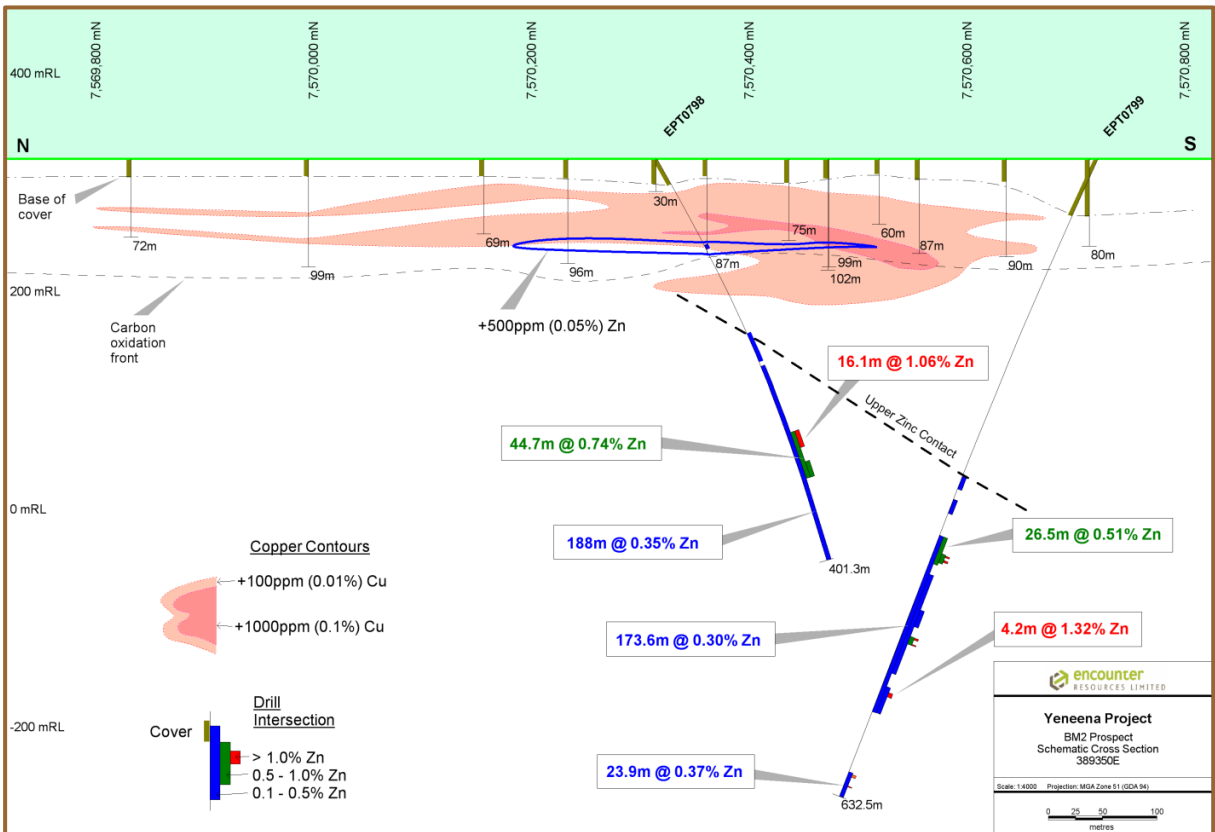 7,569,800 mN
7,570,000 mN
7,570,200 mN
7,570,400 mN
7,570,600 mN
7,570,800 mN
400 mRL
EPT0798
EPT0799
N
S
Base of
cover
30m
72m
69m
75m
60m
87m
99m
96m
87m
99m
102m
90m
80m
200 mRL
Carbon
oxidation
front
+500ppm (0.05%) Zn
16.1m @ 1.06% Zn
Upper Zinc Contact
44.7m @ 0.74% Zn
0 mRL
188m @ 0.35% Zn
26.5m @ 0.51% Zn
Copper Contours
401.3m
+100ppm (0.01%) Cu
+1000ppm (0.1%) Cu
173.6m @ 0.30% Zn
4.2m @ 1.32% Zn
-200 mRL
Drill
Intersection
Cover
> 1.0% Zn
0.5 - 1.0% Zn
0.1 - 0.5% Zn
23.9m @ 0.37% Zn
632.5m
encounter
RESOURCES LIMITED
Yeneena Project
BM2 Prospect
Schematic Cross Section
389350E
Scale: 1:4000 Projection: MGA Zone 51 (GDA 94)
0 25 50 100
metres